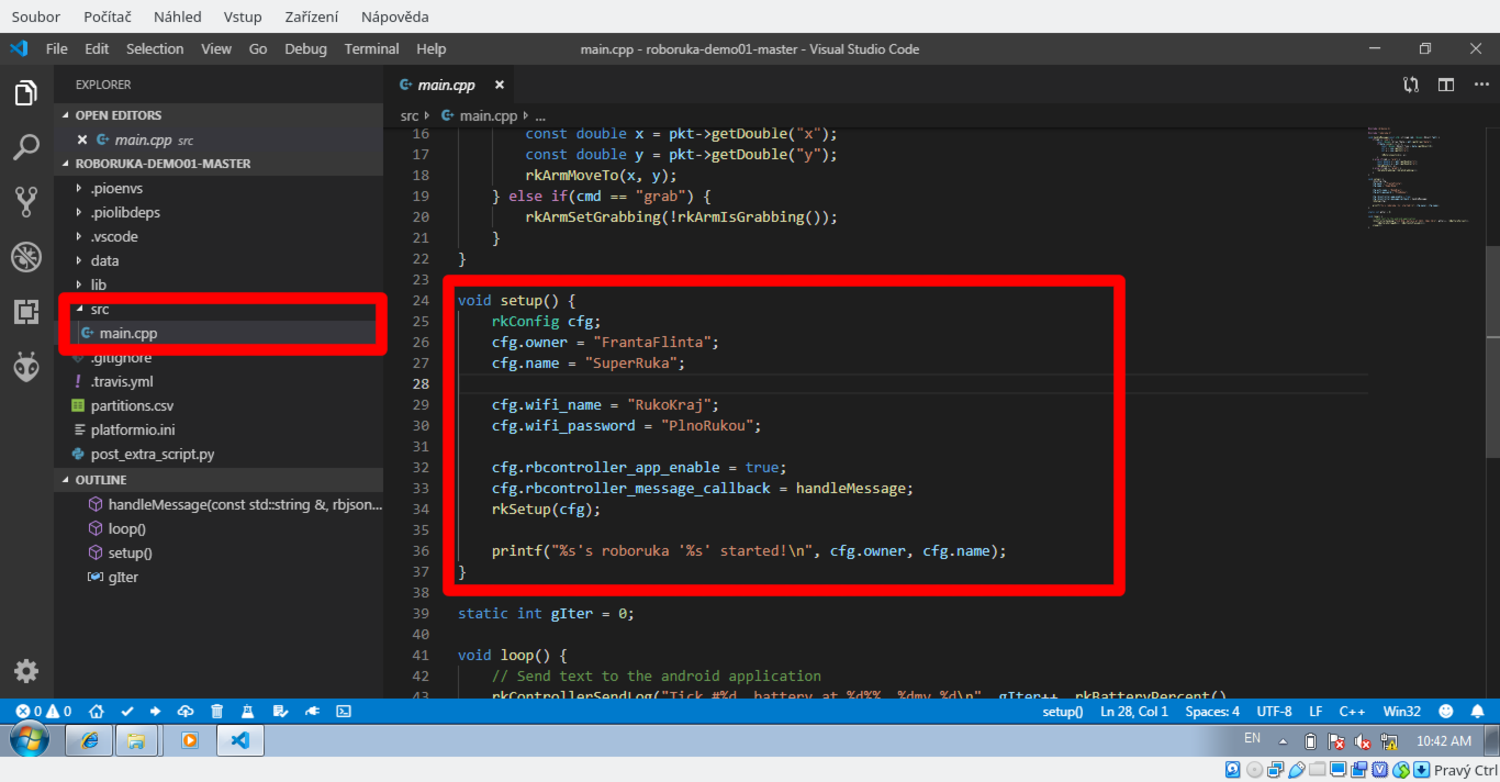 Soubor Počítač Náhled Vstup Zařízení Nápověda
File Edit Selection View Go Debug Terminal Help
main.cpp - roboruka-demo01-master - Visual Studio Code
EXPLORER
OPEN EDITORS
main.cpp src
ROBORUKA-DEMO01-MASTER
.pioenvs
.piolibdeps
.vscode
data
lib
src
main.cpp
.gitignore
.travis.yml
partitions.csv
platformio.ini
post_extra_script.py
OUTLINE
handleMessage(const std::string &, rbjson...
loop()
setup()
gIter
main.cpp
src main.cpp ...
16 const double x = pkt->getDouble("x");
17 const double y = pkt->getDouble("y");
18 rkArmMoveTo(x, y);
19 } else if(cmd == "grab") {
20 rkArmSetGrabbing(!rkArmIsGrabbing());
21 }
22 }
23
24 void setup() {
25 rkConfig cfg;
26 cfg.owner = "FrantaFlinta";
27 cfg.name = "SuperRuka";
28
29 cfg.wifi_name = "RukoKraj";
30 cfg.wifi_password = "PlnoRukou";
31
32 cfg.rbcontroller_app_enable = true;
33 cfg.rbcontroller_message_callback = handleMessage;
34 rkSetup(cfg);
35
36 printf("%s's roboruka '%s' started!\n", cfg.owner, cfg.name);
37 }
38
39 static int gIter = 0;
40
41 void loop() {
42 // Send text to the android application
43 rkControllerSendLog("Tick #%d, battery at %d%%, %dmv %d\n", gIter++, rkBatteryPercent(),
0 0
setup() Ln 28, Col 1 Spaces: 4 UTF-8 LF C++ Win32
EN 10:42 AM
Pravý Ctrl